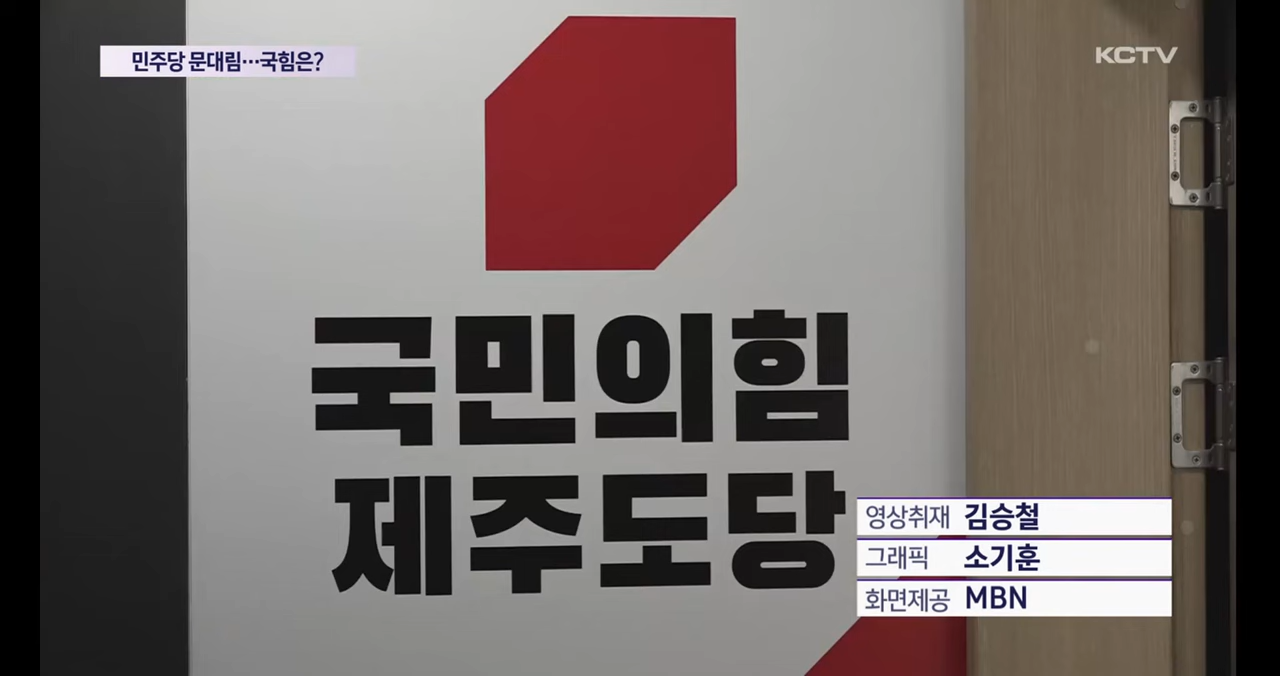 민주당 문대림…국힘은?
KCTV
국민의힘
제주도당
영상취재 김승철
그래픽 소기훈
화면제공 MBN